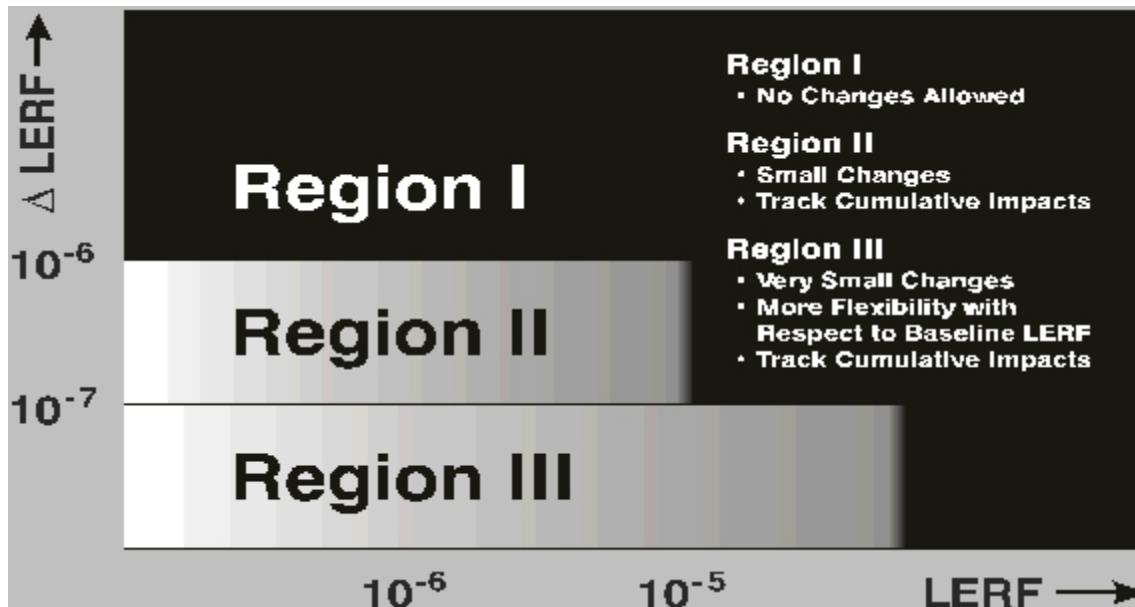 Δ LERF →
Region I
• No Changes Allowed
Region II
• Small Changes
• Track Cumulative Impacts
Region III
• Very Small Changes
• More Flexibility with
Respect to Baseline LERF
• Track Cumulative Impacts
Region I
10⁻⁶
Region II
10⁻⁷
Region III
10⁻⁶
10⁻⁵
LERF →